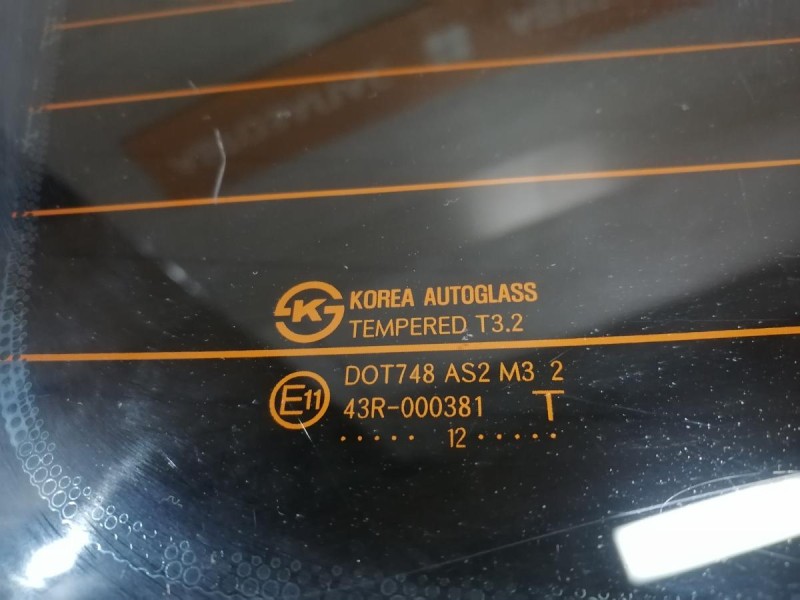 KOREA AUTOGLASS
TEMPERED T3.2
DOT748 AS2 M3 2
E11 43R-000381 T
..... 12 .....